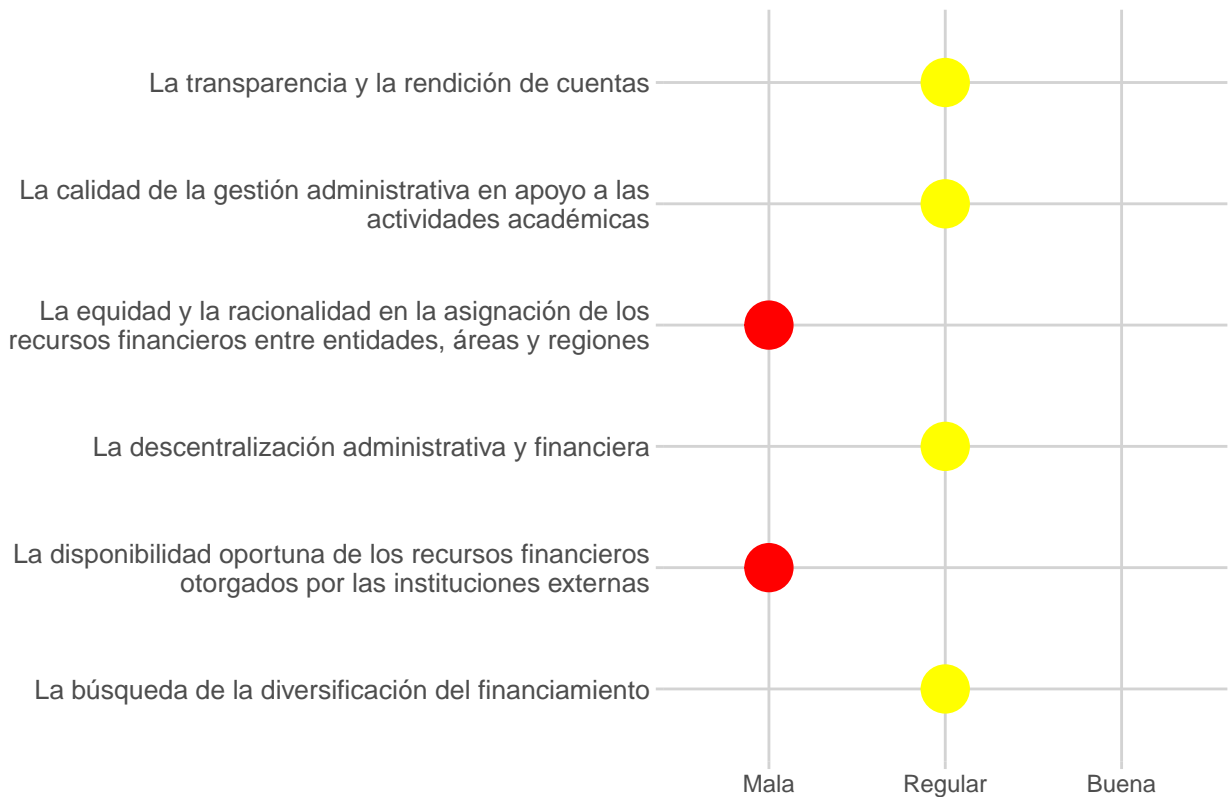 La transparencia y la rendición de cuentas
La calidad de la gestión administrativa en apoyo a las
actividades académicas
La equidad y la racionalidad en la asignación de los
recursos financieros entre entidades, áreas y regiones
La descentralización administrativa y financiera
La disponibilidad oportuna de los recursos financieros
otorgados por las instituciones externas
La búsqueda de la diversificación del financiamiento
Mala
Regular
Buena